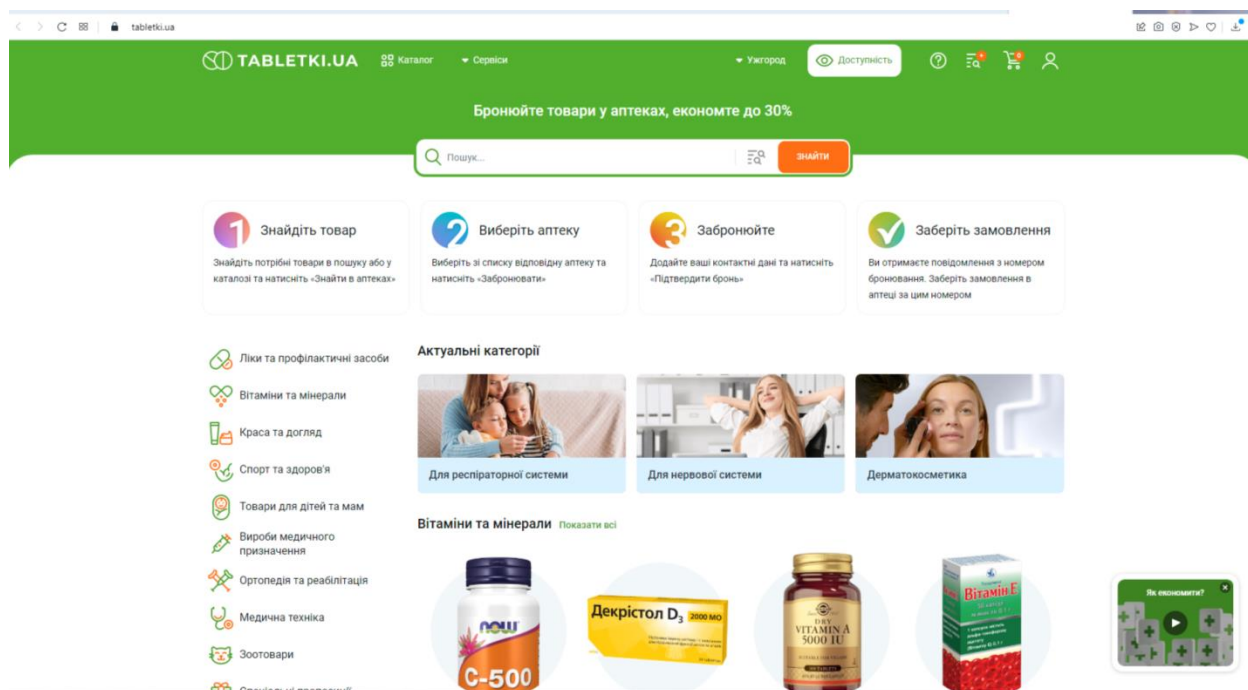 tabletki.ua
TABLETKI.UA
Каталог
Сервіси
Ужгород
Доступність
Бронюйте товари у аптеках, економте до 30%
Пошук...
ЗНАЙТИ
1 Знайдіть товар
Знайдіть потрібні товари в пошуку або у
каталозі та натисніть «Знайти в аптеках»
2 Виберіть аптеку
Виберіть зі списку відповідну аптеку та
натисніть «Забронювати»
3 Забронюйте
Додайте ваші контактні дані та натисніть
«Підтвердити бронь»
Заберіть замовлення
Ви отримаєте повідомлення з номером
бронювання. Заберіть замовлення в
аптеці за цим номером
Ліки та профілактичні засоби
Вітаміни та мінерали
Краса та догляд
Спорт та здоров'я
Товари для дітей та мам
Вироби медичного
призначення
Ортопедія та реабілітація
Медична техніка
Зоотовари
Актуальні категорії
Для респіраторної системи
Для нервової системи
Дерматокосметика
Вітаміни та мінерали Показати всі
NOW
C-500
Декрістол D3 2000 МО
SOLGAR
DRY
VITAMIN A
5000 IU
Вітамін Е
Як економити?